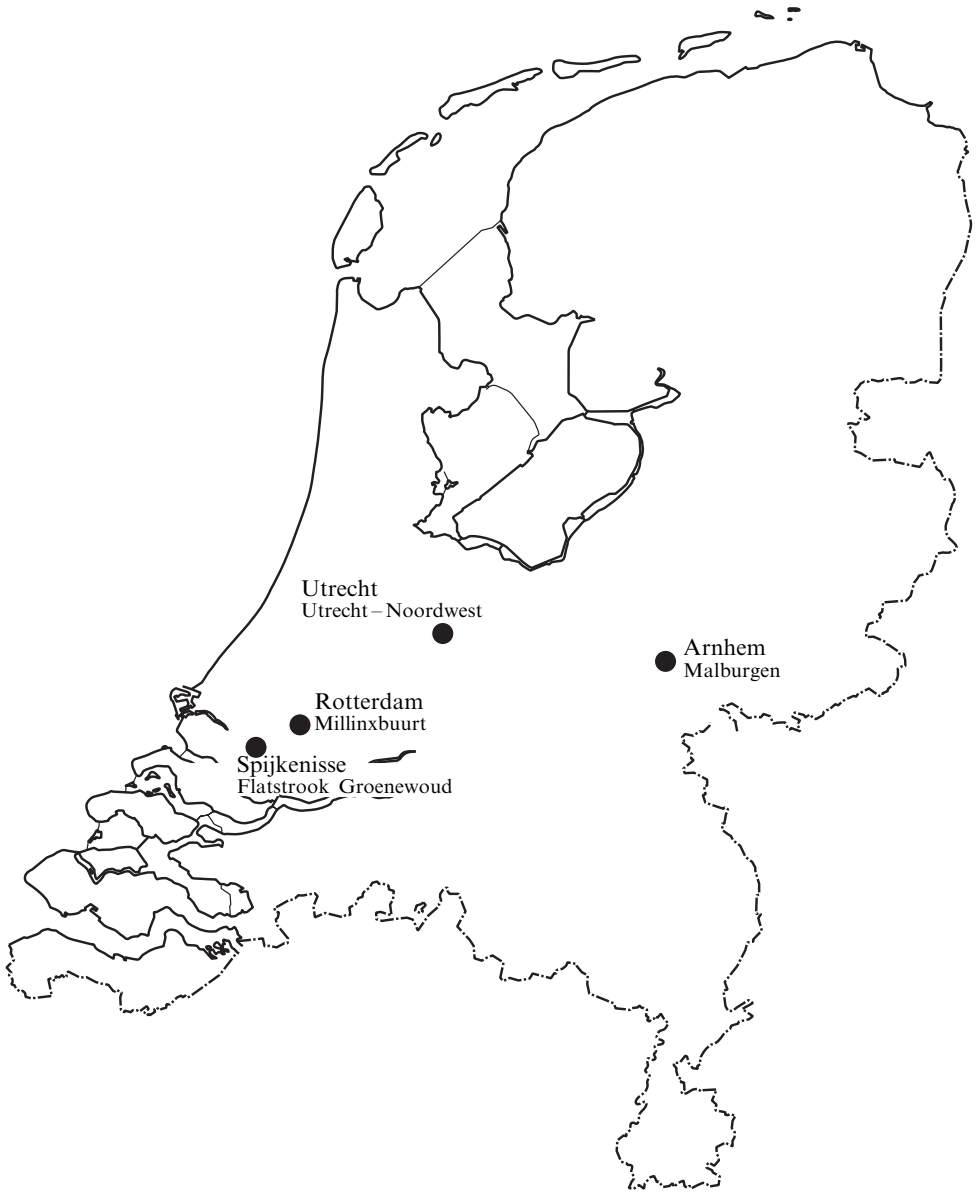 Utrecht
Utrecht – Noordwest
Arnhem
Malburgen
Rotterdam
Millinxbuurt
Spijkenisse
Flatstrook Groenewoud